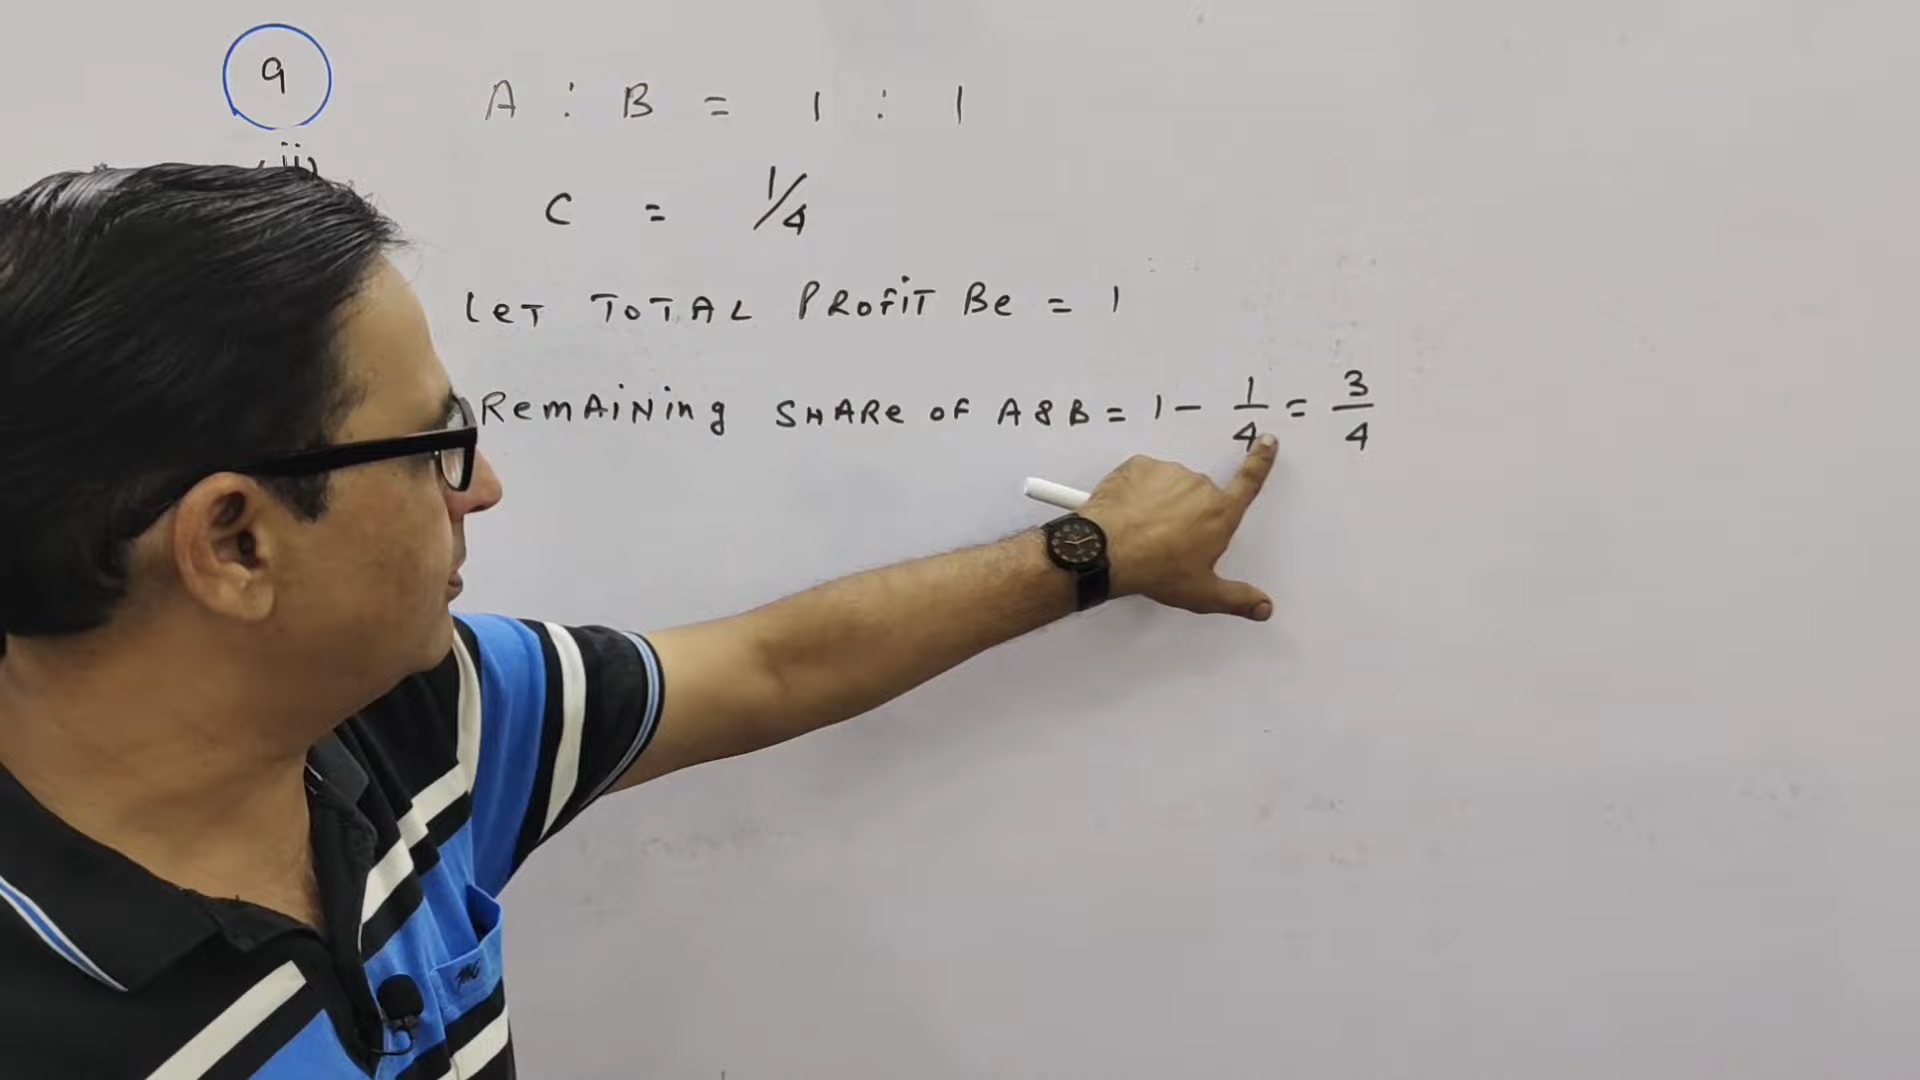 9
ii)
A : B = 1 : 1
C = 1/4
LET TOTAL PROFIT BE = 1
REMAINING SHARE OF A & B = 1 - 1/4 = 3/4